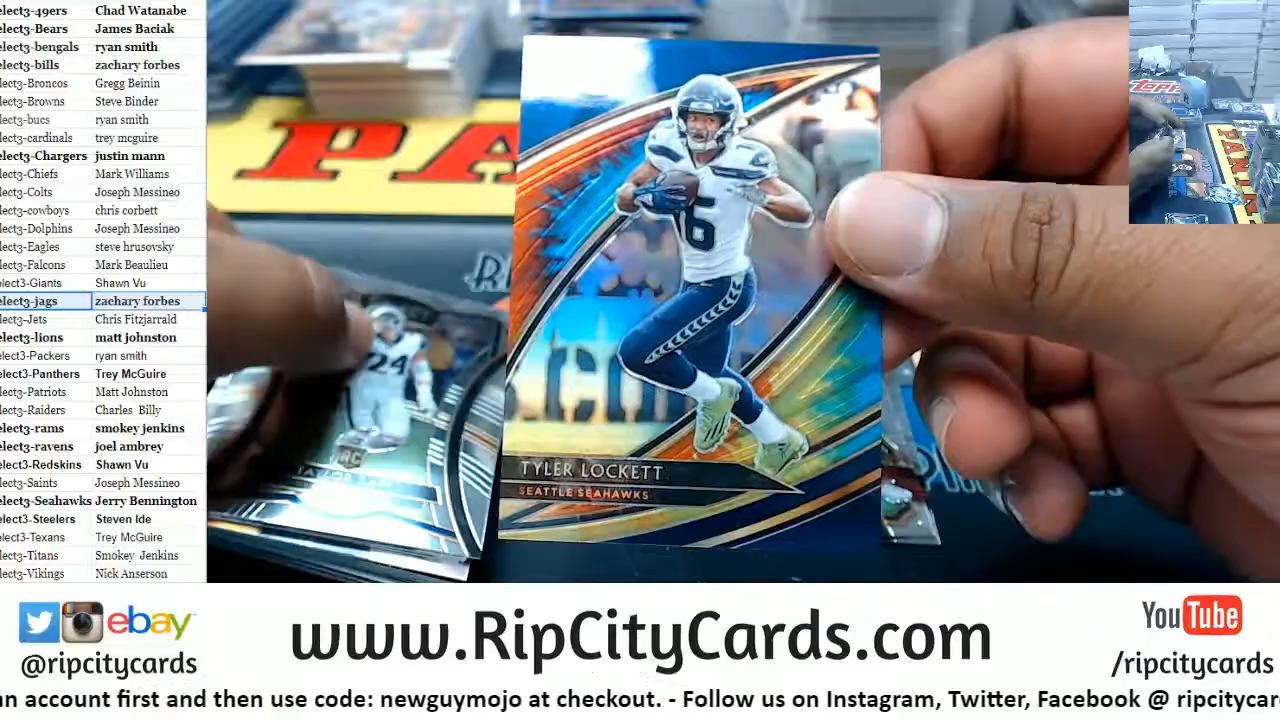 elect3-49ers Chad Watanabe
elect3-Bears James Baciak
elect3-bengals ryan smith
elect3-bills zachary forbes
elect3-Broncos Gregg Beinin
elect3-Browns Steve Binder
elect3-bucs ryan smith
elect3-cardinals trey mcguire
elect3-Chargers justin mann
elect3-Chiefs Mark Williams
elect3-Colts Joseph Messineo
elect3-cowboys chris corbett
elect3-Dolphins Joseph Messineo
elect3-Eagles steve hrusovsky
elect3-Falcons Mark Beaulieu
elect3-Giants Shawn Vu
elect3-jags zachary forbes
elect3-Jets Chris Fitzjarrald
elect3-lions matt johnston
elect3-Packers ryan smith
elect3-Panthers Trey McGuire
elect3-Patriots Matt Johnston
elect3-Raiders Charles Billy
elect3-rams smokey jenkins
elect3-ravens joel ambrey
elect3-Redskins Shawn Vu
elect3-Saints Joseph Messineo
elect3-Seahawks Jerry Bennington
elect3-Steelers Steven Ide
elect3-Texans Trey McGuire
elect3-Titans Smokey Jenkins
elect3-Vikings Nick Anserson
PA
TOPPS
PANINI
16
24
RC
TYLER LOCKETT
SEATTLE SEAHAWKS
ebay
@ripcitycards
www.RipCityCards.com
YouTube
/ripcitycards
an account first and then use code: newguymojo at checkout. - Follow us on Instagram, Twitter, Facebook @ ripcitycar